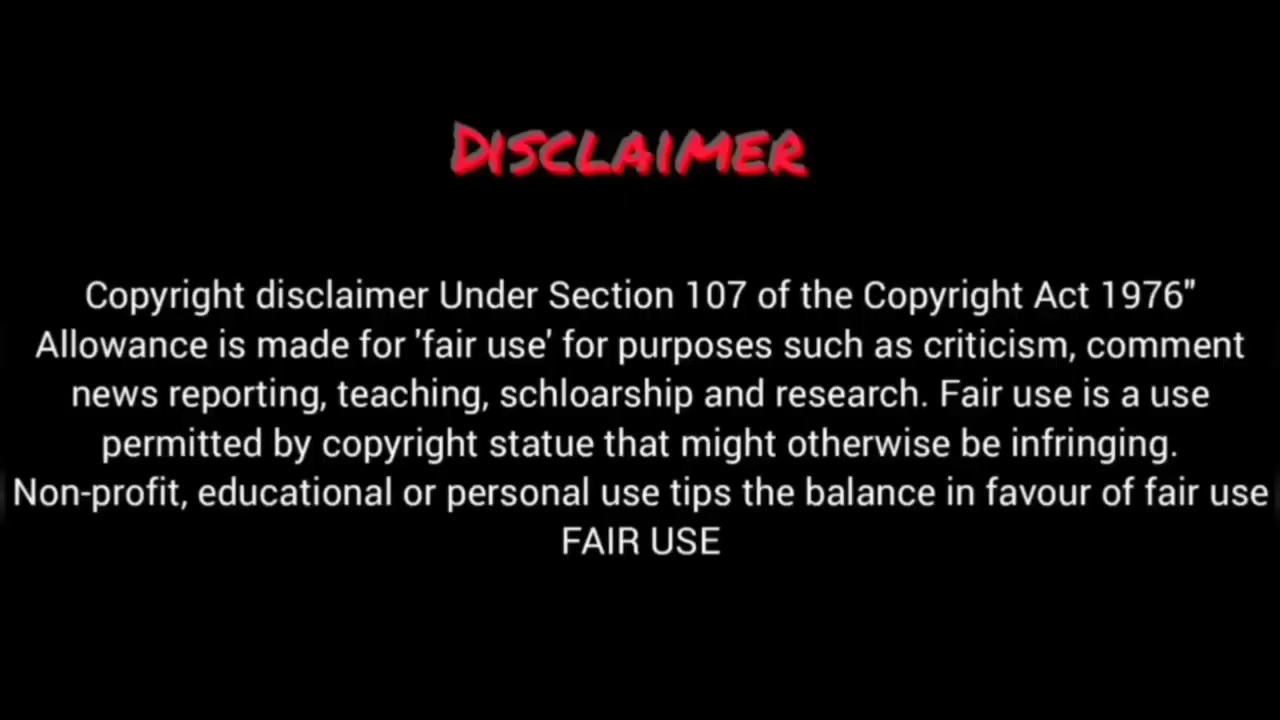 DISCLAIMER
Copyright disclaimer Under Section 107 of the Copyright Act 1976"
Allowance is made for 'fair use' for purposes such as criticism, comment
news reporting, teaching, schloarship and research. Fair use is a use
permitted by copyright statue that might otherwise be infringing.
Non-profit, educational or personal use tips the balance in favour of fair use
FAIR USE